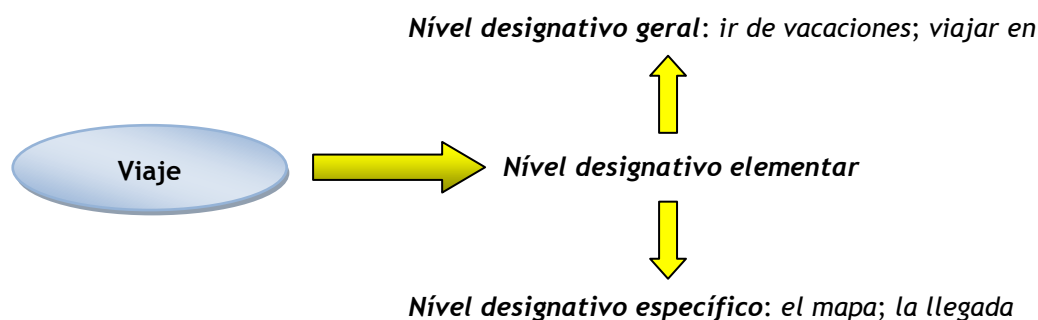 Nível designativo geral: ir de vacaciones; viajar en
Viaje
Nível designativo elementar
Nível designativo específico: el mapa; la llegada